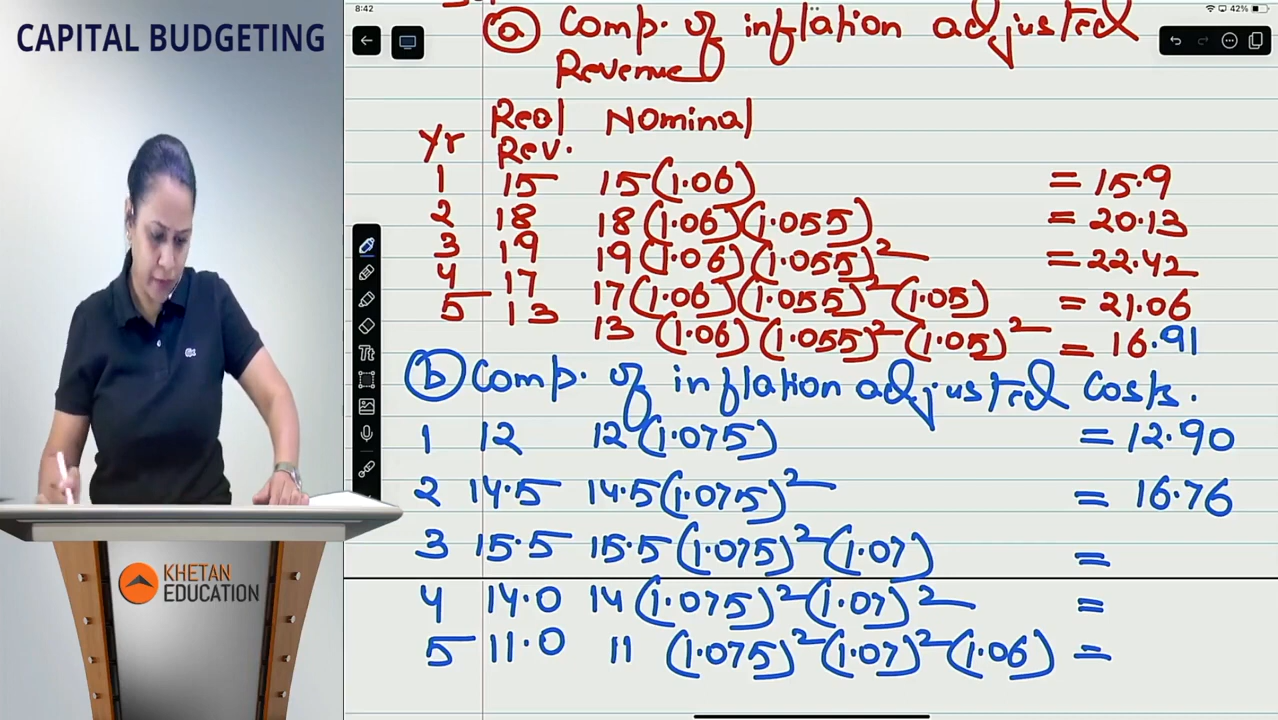 CAPITAL BUDGETING
8:42
42%
(a) Comp. of inflation adjusted
Revenue
Yr Real Rev. Nominal
1 15 15(1.06) = 15.9
2 18 18(1.06)(1.055) = 20.13
3 19 19(1.06)(1.055)² = 22.42
4 17 17(1.06)(1.055)²(1.05) = 21.06
5 13 13 (1.06)(1.055)²(1.05)² = 16.91
(b) Comp. of inflation adjusted Costs.
1 12 12(1.075) = 12.90
2 14.5 14.5(1.075)² = 16.76
3 15.5 15.5(1.075)²(1.07) =
4 14.0 14(1.075)²(1.07)² =
5 11.0 11 (1.075)²(1.07)²(1.06) =
Tt
KHETAN
EDUCATION